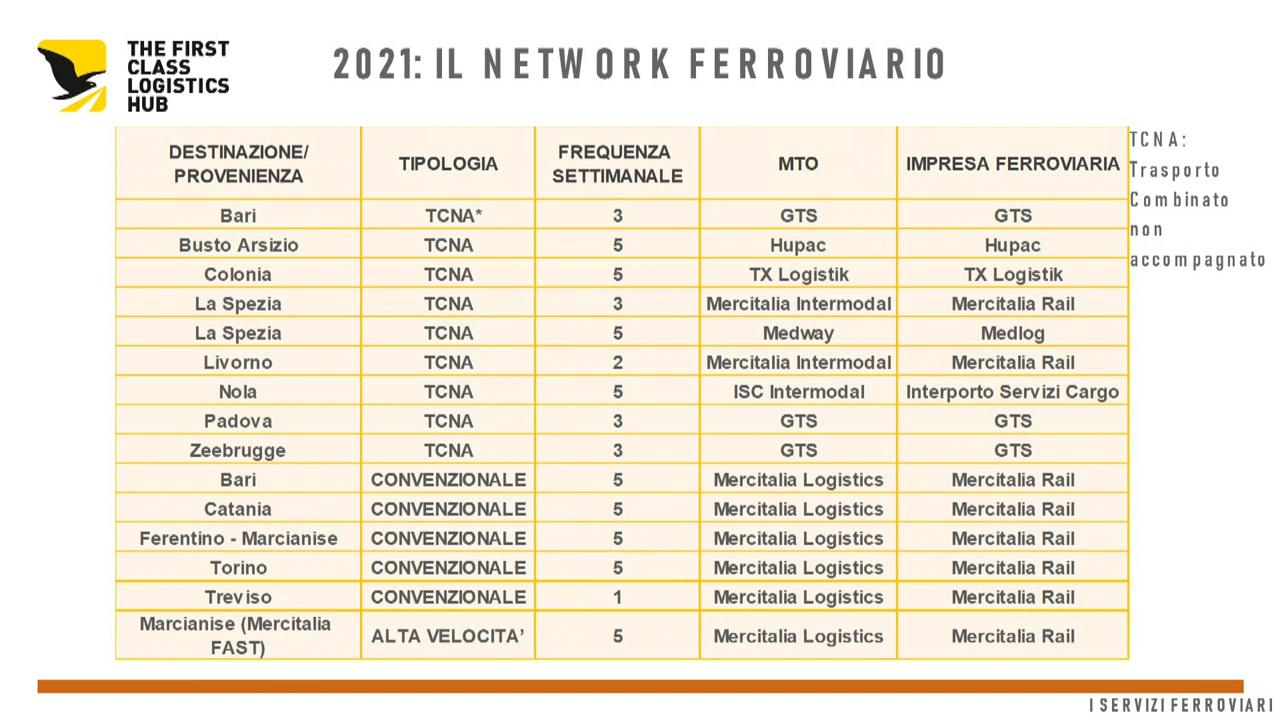 THE FIRST
CLASS
LOGISTICS
HUB
2021: IL NETWORK FERROVIARIO
DESTINAZIONE/ PROVENIENZA TIPOLOGIA FREQUENZA SETTIMANALE MTO IMPRESA FERROVIARIA
Bari TCNA* 3 GTS GTS
Busto Arsizio TCNA 5 Hupac Hupac
Colonia TCNA 5 TX Logistik TX Logistik
La Spezia TCNA 3 Mercitalia Intermodal Mercitalia Rail
La Spezia TCNA 5 Medway Medlog
Livorno TCNA 2 Mercitalia Intermodal Mercitalia Rail
Nola TCNA 5 ISC Intermodal Interporto Servizi Cargo
Padova TCNA 3 GTS GTS
Zeebrugge TCNA 3 GTS GTS
Bari CONVENZIONALE 5 Mercitalia Logistics Mercitalia Rail
Catania CONVENZIONALE 5 Mercitalia Logistics Mercitalia Rail
Ferentino - Marcianise CONVENZIONALE 5 Mercitalia Logistics Mercitalia Rail
Torino CONVENZIONALE 5 Mercitalia Logistics Mercitalia Rail
Treviso CONVENZIONALE 1 Mercitalia Logistics Mercitalia Rail
Marcianise (Mercitalia FAST) ALTA VELOCITA’ 5 Mercitalia Logistics Mercitalia Rail
TCNA:
Trasporto
Combinato
non
accompagnato
I SERVIZI FERROVIARI